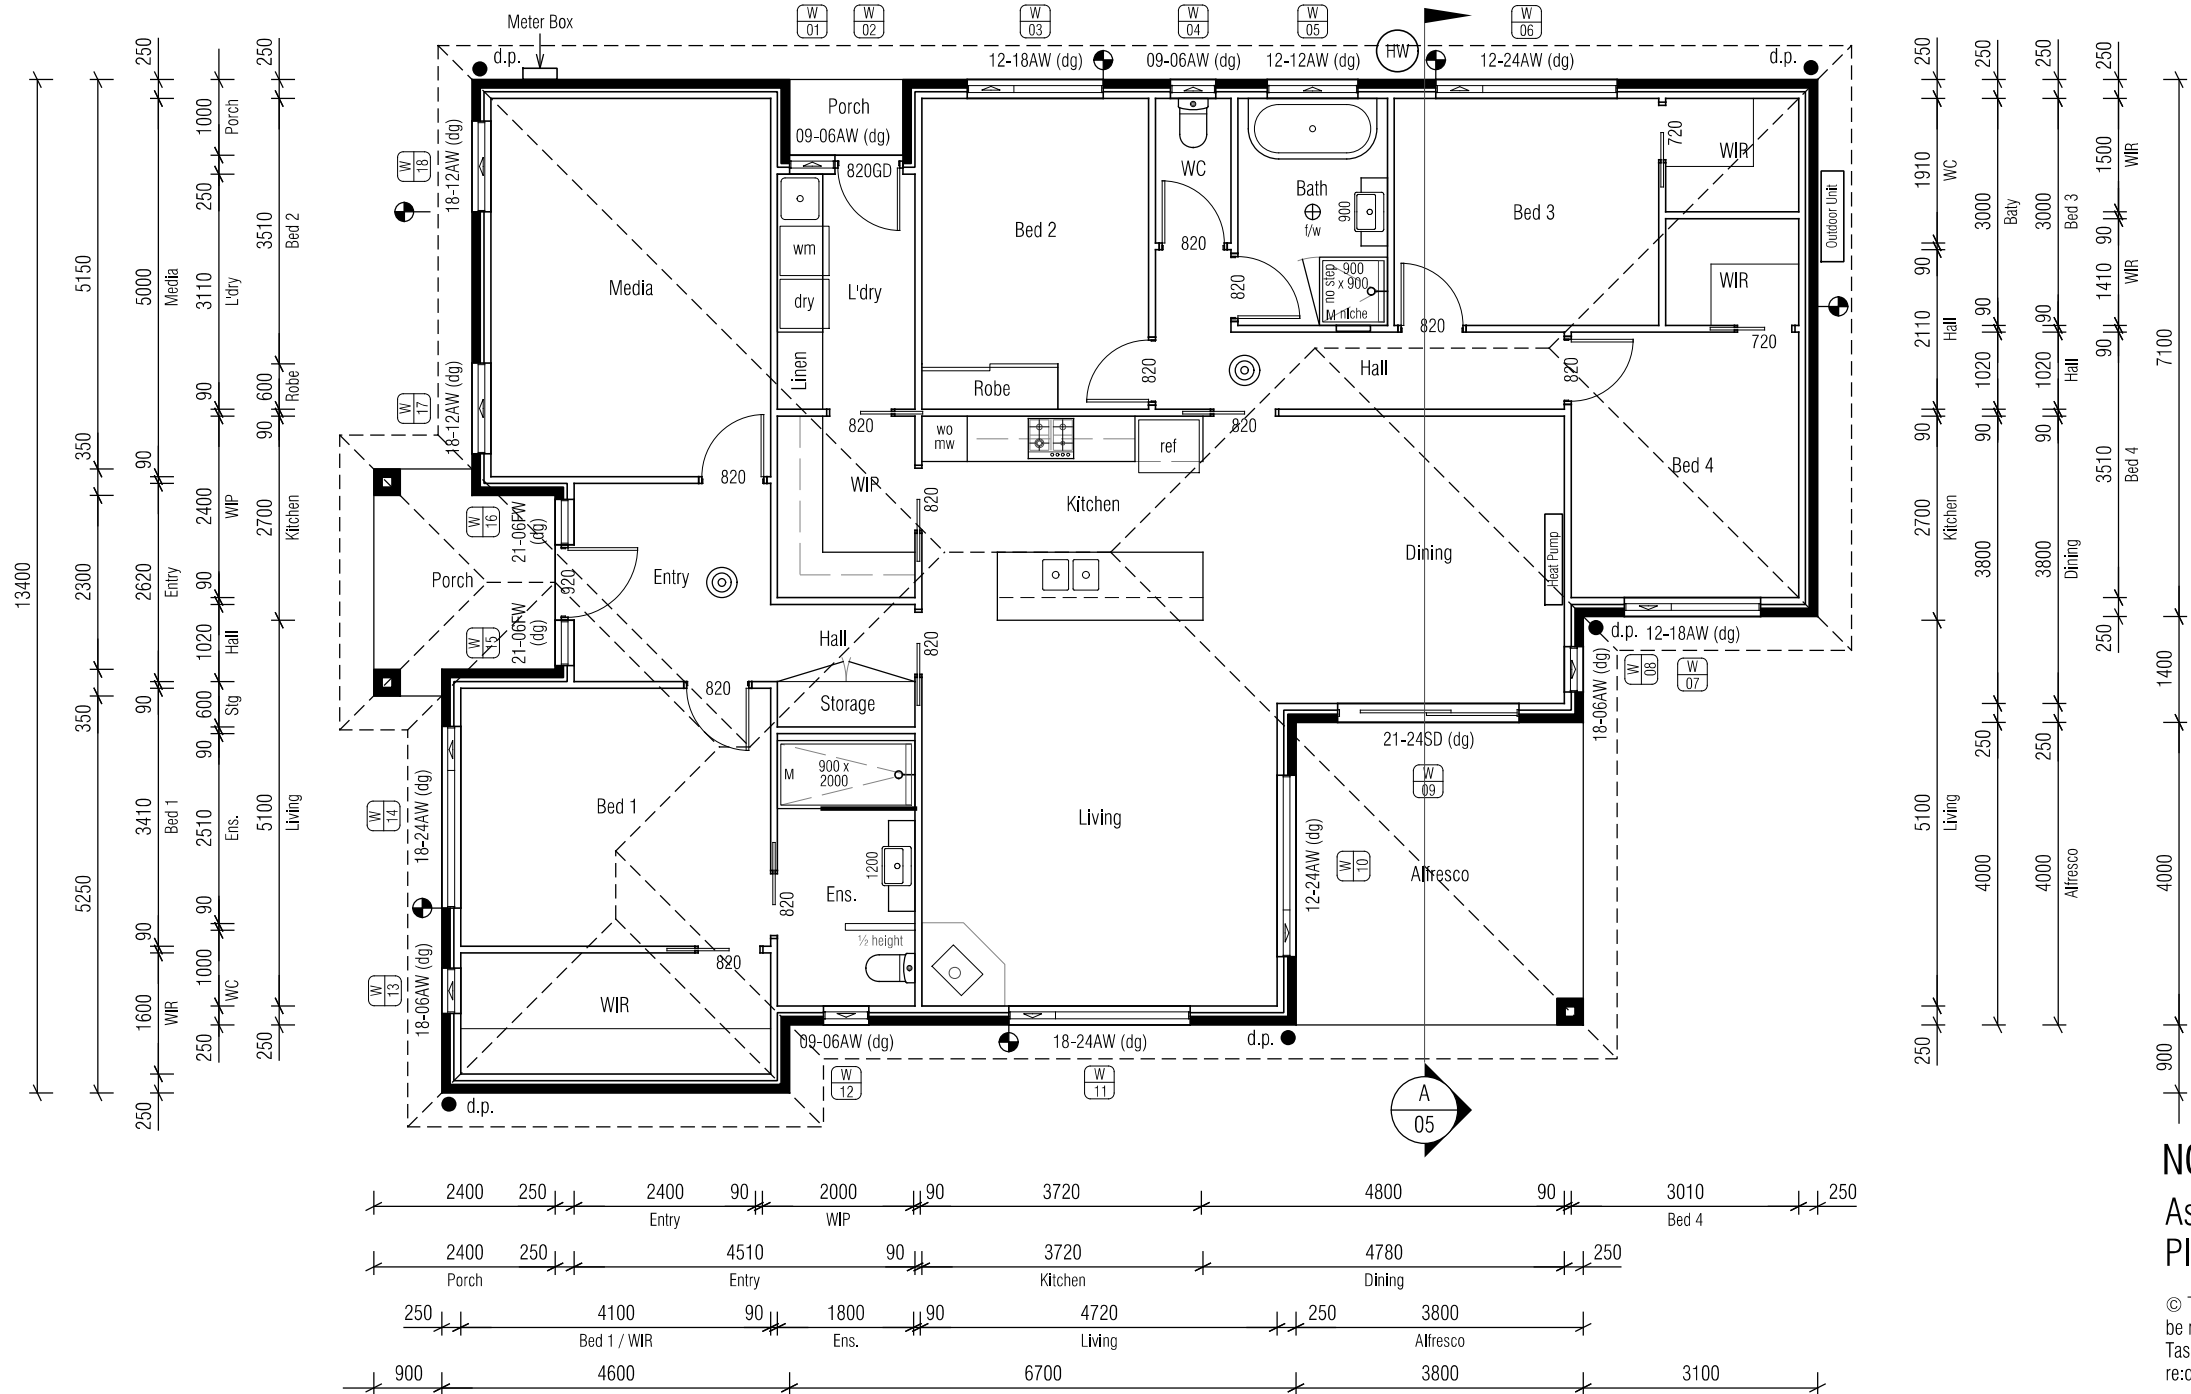 Meter Box
W
01
W
02
W
03
W
04
W
05
HW
W
06
d.p.
12-18AW (dg)
09-06AW (dg)
12-12AW (dg)
12-24AW (dg)
d.p.
Porch
09-06AW (dg)
820GD
WC
Bath
f/w
900
Bed 2
Bed 3
WIR
720
WIR
720
Outdoor Unit
W
18
18-12AW (dg)
Media
wm
dry
L'dry
Linen
820
820
no step
900
x 900
M niche
820
820
Robe
Hall
820
W
17
18-12AW (dg)
820
820
820
wo
mw
ref
WIP
820
Kitchen
Bed 4
Dining
Heat Pump
W
16
21-06FW
(dg)
Porch
920
Entry
W
15
21-06FW
(dg)
Hall
820
d.p.
12-18AW (dg)
W
08
W
07
18-06AW (dg)
820
Storage
21-24SD (dg)
W
09
M
900 x
2000
W
14
18-24AW (dg)
Bed 1
Living
12-24AW (dg)
W
10
Alfresco
1200
Ens.
820
½ height
820
W
13
18-06AW (dg)
WIR
09-06AW (dg)
18-24AW (dg)
d.p.
W
12
W
11
d.p.
A
05
13400
5150
350
2300
350
5250
250
5000
Media
90
2620
Entry
90
3410
Bed 1
90
1600
WIR
250
1000
Porch
250
3110
L'dry
90
2400
WIP
90
1020
Hall
600
Stg
90
2510
Ens.
90
1000
WC
250
250
3510
Bed 2
600
Robe
90
2700
Kitchen
5100
Living
250
250
1910
WC
90
2110
Hall
90
2700
Kitchen
5100
Living
250
250
3000
Baty
90
1020
90
3800
250
4000
250
3000
Bed 3
90
1020
Hall
90
3800
Dining
250
4000
Alfresco
250
1500
WIR
90
1410
WIR
90
3510
Bed 4
250
7100
1400
4000
900
2400 250 2400 90 2000 90 3720 4800 90 3010 250
Entry WIP Bed 4
2400 250 4510 90 3720 4780 250
Porch Entry Kitchen Dining
250 4100 90 1800 90 4720 250 3800
Bed 1 / WIR Ens. Living Alfresco
900 4600 6700 3800 3100